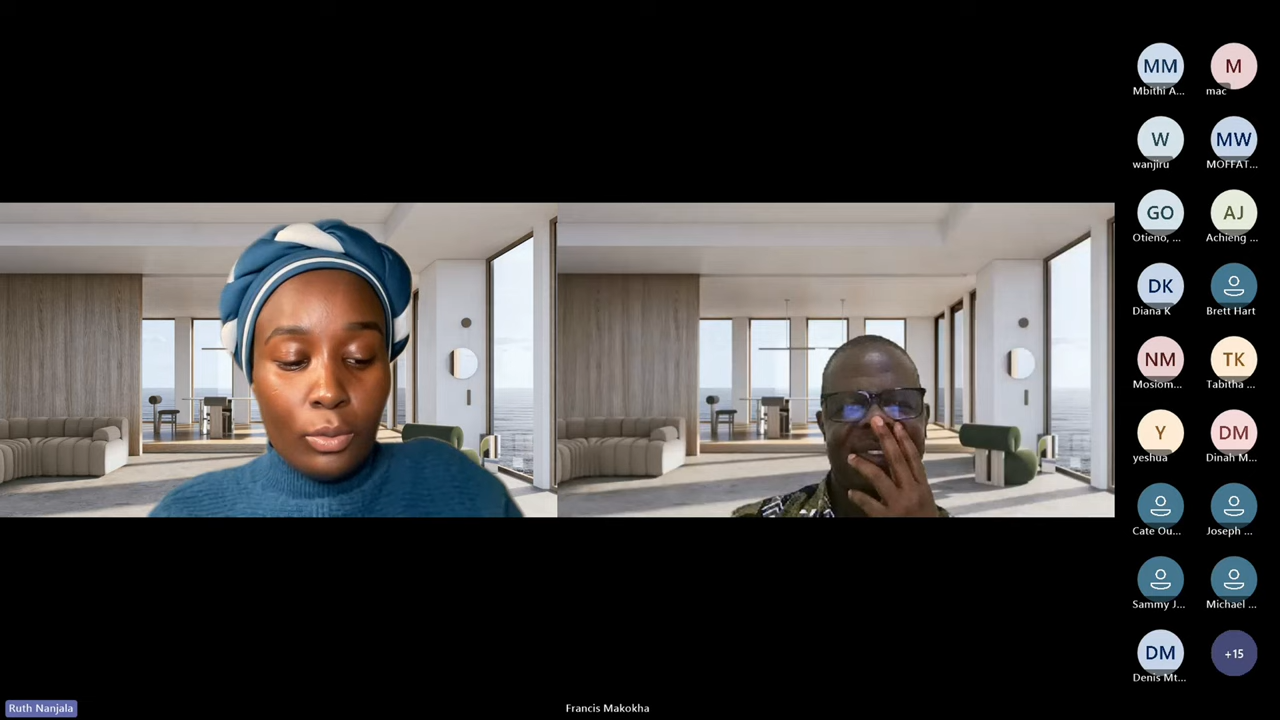 MM
M
Mbithi A...
mac
W
MW
wanjiru
MOFFAT...
GO
AJ
Otieno, ...
Achieng ...
DK
Diana K
Brett Hart
NM
TK
Mosiom...
Tabitha ...
Y
DM
yeshua
Dinah M...
Cate Ou...
Joseph ...
Sammy J...
Michael ...
DM
+15
Denis Mt...
Ruth Nanjala
Francis Makokha